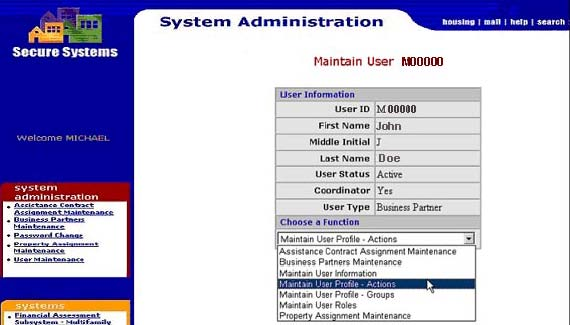 System Administration
housing | mail | help | search
Secure Systems
Maintain User M00000
Welcome MICHAEL
User Information
User ID M00000
First Name John
Middle Initial J
Last Name Doe
User Status Active
Coordinator Yes
User Type Business Partner
Choose a Function
Maintain User Profile - Actions
Assistance Contract Assignment Maintenance
Business Partners Maintenance
Maintain User Information
Maintain User Profile - Actions
Maintain User Profile - Groups
Maintain User Roles
Property Assignment Maintenance
system
administration
Assistance Contract
Assignment Maintenance
Business Partners
Maintenance
Password Change
Property Assignment
Maintenance
User Maintenance
systems
Financial Assessment
Subsystem - Multifamily